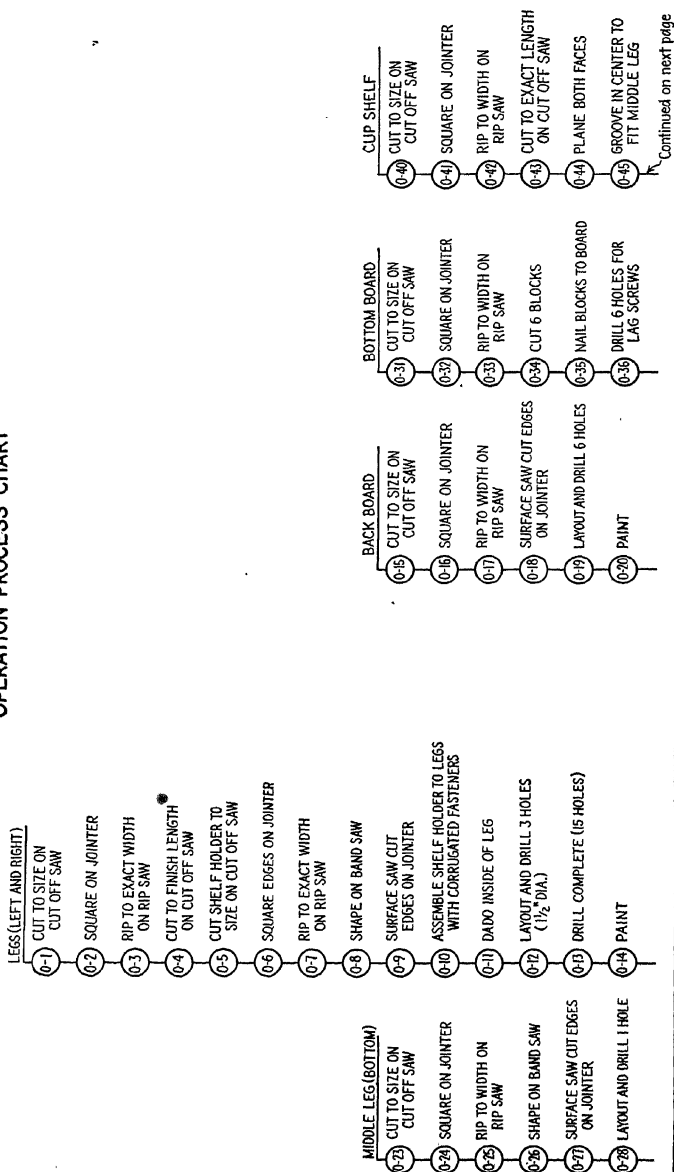 OPERATION PROCESS CHART
LEGS (LEFT AND RIGHT)
0-1 CUT TO SIZE ON
CUT OFF SAW
0-2 SQUARE ON JOINTER
0-3 RIP TO EXACT WIDTH
ON RIP SAW
0-4 CUT TO FINISH LENGTH
ON CUT OFF SAW
0-5 CUT SHELF HOLDER TO
SIZE ON CUT OFF SAW
0-6 SQUARE EDGES ON JOINTER
0-7 RIP TO EXACT WIDTH
ON RIP SAW
0-8 SHAPE ON BAND SAW
0-9 SURFACE SAW CUT
EDGES ON JOINTER
0-10 ASSEMBLE SHELF HOLDER TO LEGS
WITH CORRUGATED FASTENERS
0-11 DADO INSIDE OF LEG
0-12 LAYOUT AND DRILL 3 HOLES
(1½" DIA.)
0-13 DRILL COMPLETE (15 HOLES)
0-14 PAINT
MIDDLE LEG (BOTTOM)
0-23 CUT TO SIZE ON
CUT OFF SAW
0-24 SQUARE ON JOINTER
0-25 RIP TO WIDTH ON
RIP SAW
0-26 SHAPE ON BAND SAW
0-27 SURFACE SAW CUT EDGES
ON JOINTER
0-28 LAYOUT AND DRILL 1 HOLE
BACK BOARD
0-15 CUT TO SIZE ON
CUT OFF SAW
0-16 SQUARE ON JOINTER
0-17 RIP TO WIDTH ON
RIP SAW
0-18 SURFACE SAW CUT EDGES
ON JOINTER
0-19 LAYOUT AND DRILL 6 HOLES
0-20 PAINT
BOTTOM BOARD
0-31 CUT TO SIZE ON
CUT OFF SAW
0-32 SQUARE ON JOINTER
0-33 RIP TO WIDTH ON
RIP SAW
0-34 CUT 6 BLOCKS
0-35 NAIL BLOCKS TO BOARD
0-36 DRILL 6 HOLES FOR
LAG SCREWS
CUP SHELF
0-40 CUT TO SIZE ON
CUT OFF SAW
0-41 SQUARE ON JOINTER
0-42 RIP TO WIDTH ON
RIP SAW
0-43 CUT TO EXACT LENGTH
ON CUT OFF SAW
0-44 PLANE BOTH FACES
0-45 GROOVE IN CENTER TO
FIT MIDDLE LEG
Continued on next page